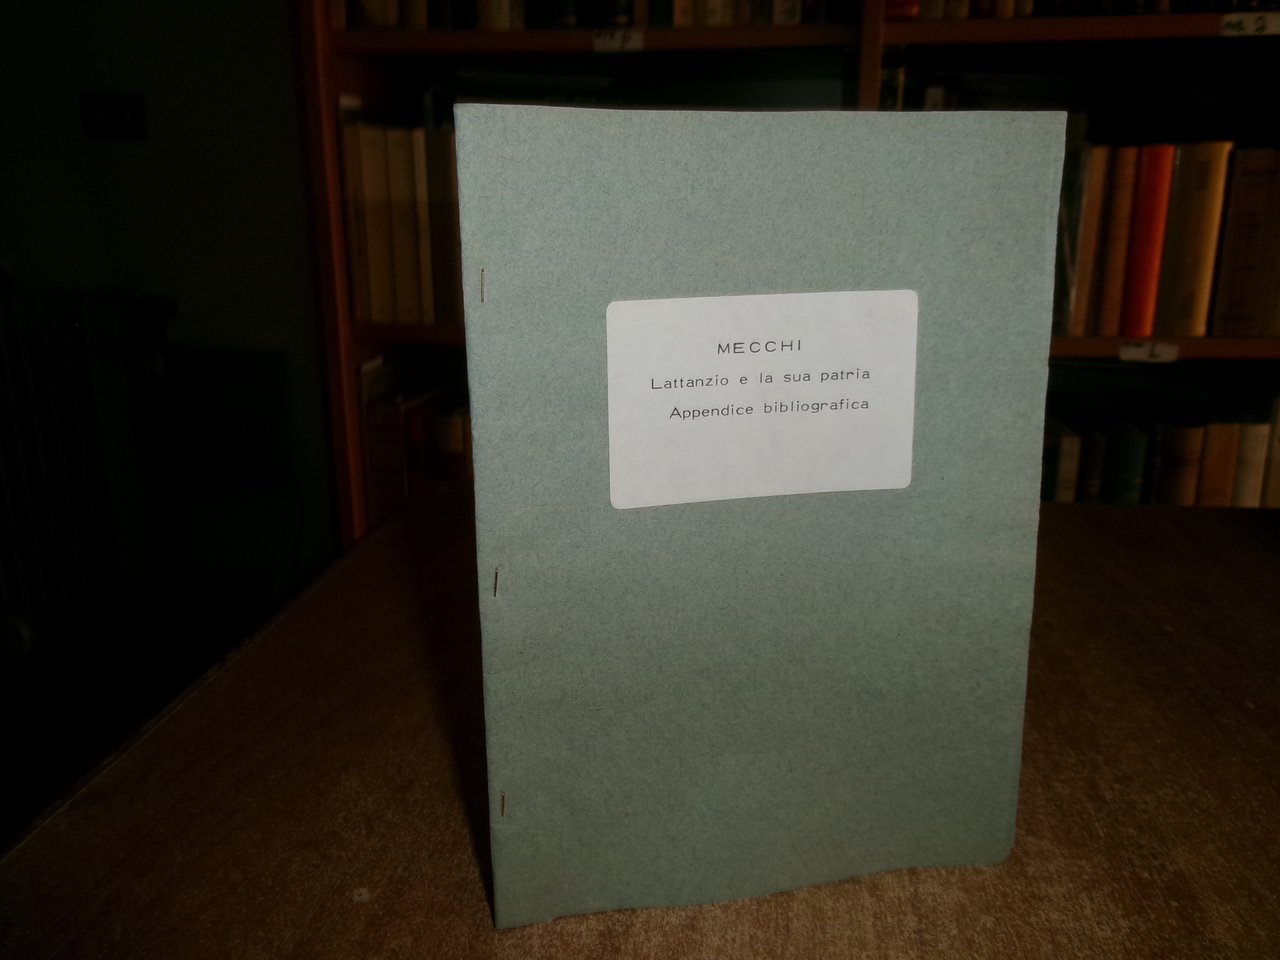 MECCHI
Lattanzio e la sua patria
Appendice bibliografica